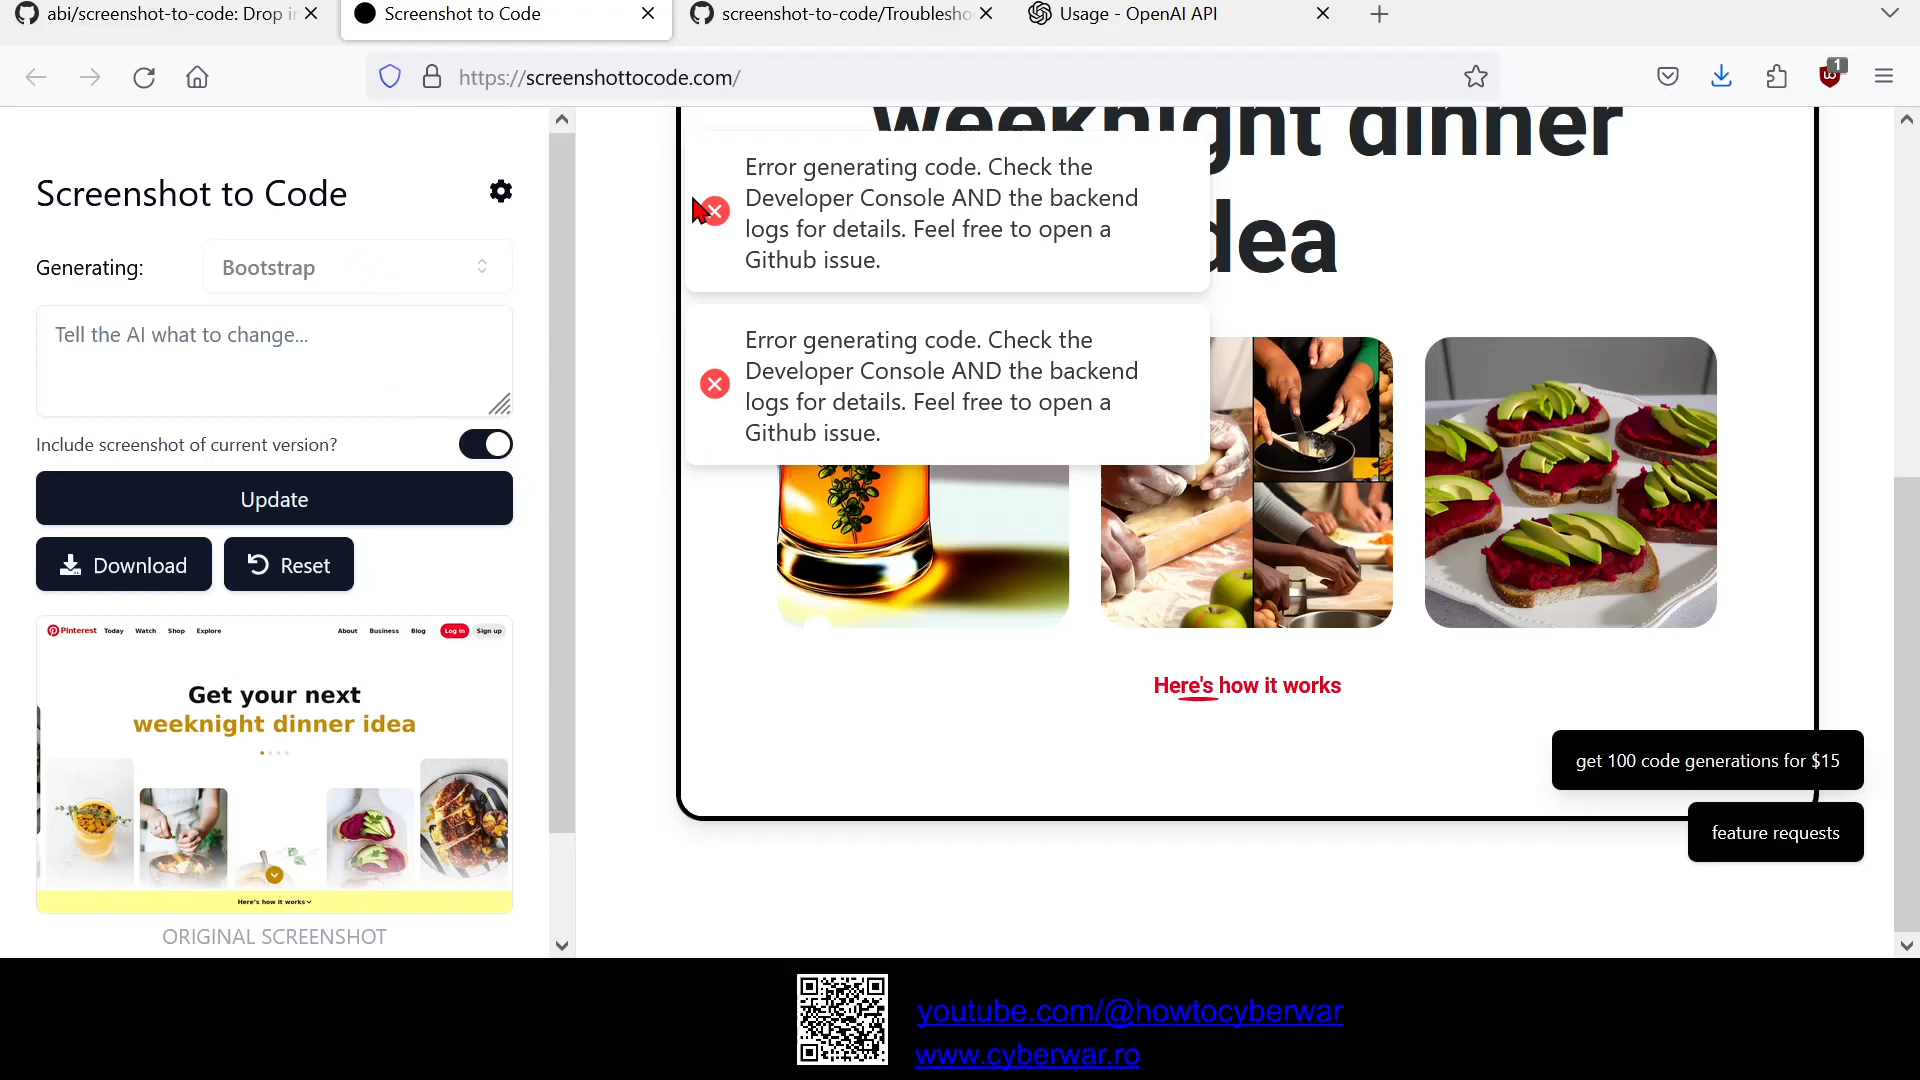 abi/screenshot-to-code: Drop in
Screenshot to Code
screenshot-to-code/Troublesho
Usage - OpenAI API
https://screenshottocode.com/
1
Screenshot to Code
Generating:
Bootstrap
Tell the AI what to change...
Include screenshot of current version?
Update
Download
Reset
Pinterest Today Watch Shop Explore About Business Blog Log in Sign up
Get your next
weeknight dinner idea
Here's how it works
ORIGINAL SCREENSHOT
weeknight dinner
idea
Error generating code. Check the
Developer Console AND the backend
logs for details. Feel free to open a
Github issue.
Error generating code. Check the
Developer Console AND the backend
logs for details. Feel free to open a
Github issue.
Here's how it works
get 100 code generations for $15
feature requests
youtube.com/@howtocyberwar
www.cyberwar.ro